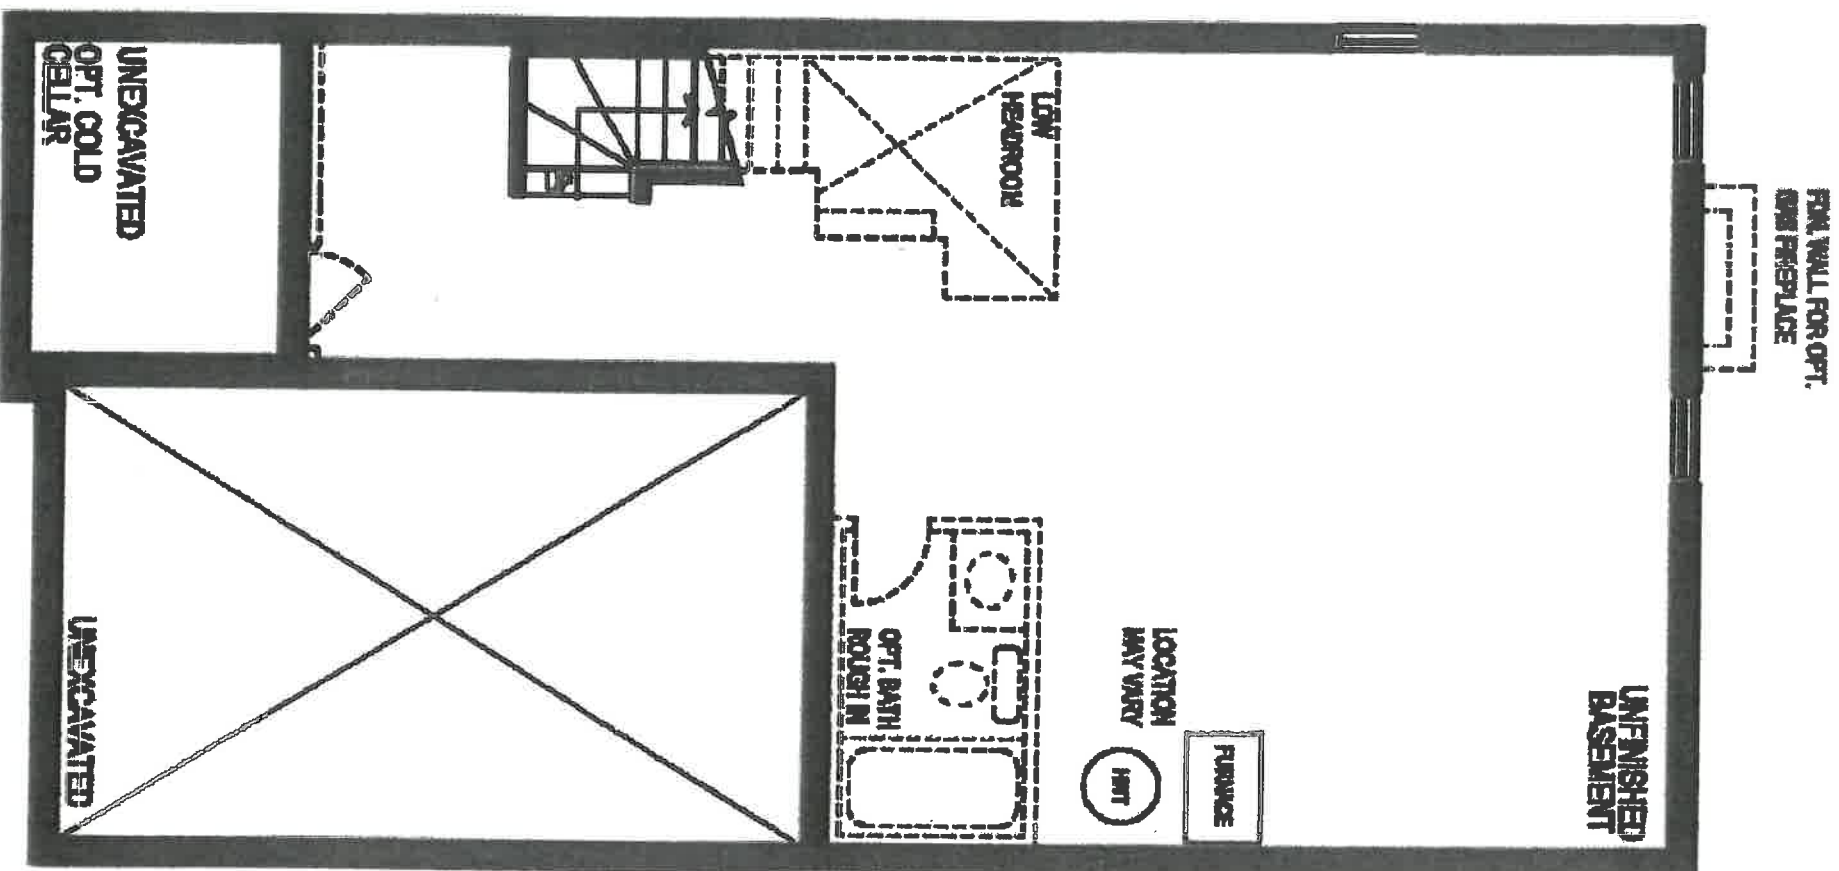 UNEXCAVATED
OPT. COLD
CELLAR
UP
LOW
HEADROOM
FDN. WALL FOR OPT.
GAS FIREPLACE
UNEXCAVATED
OPT. BATH
ROUGH IN
LOCATION
MAY VARY
HWT
FURNACE
UNFINISHED
BASEMENT